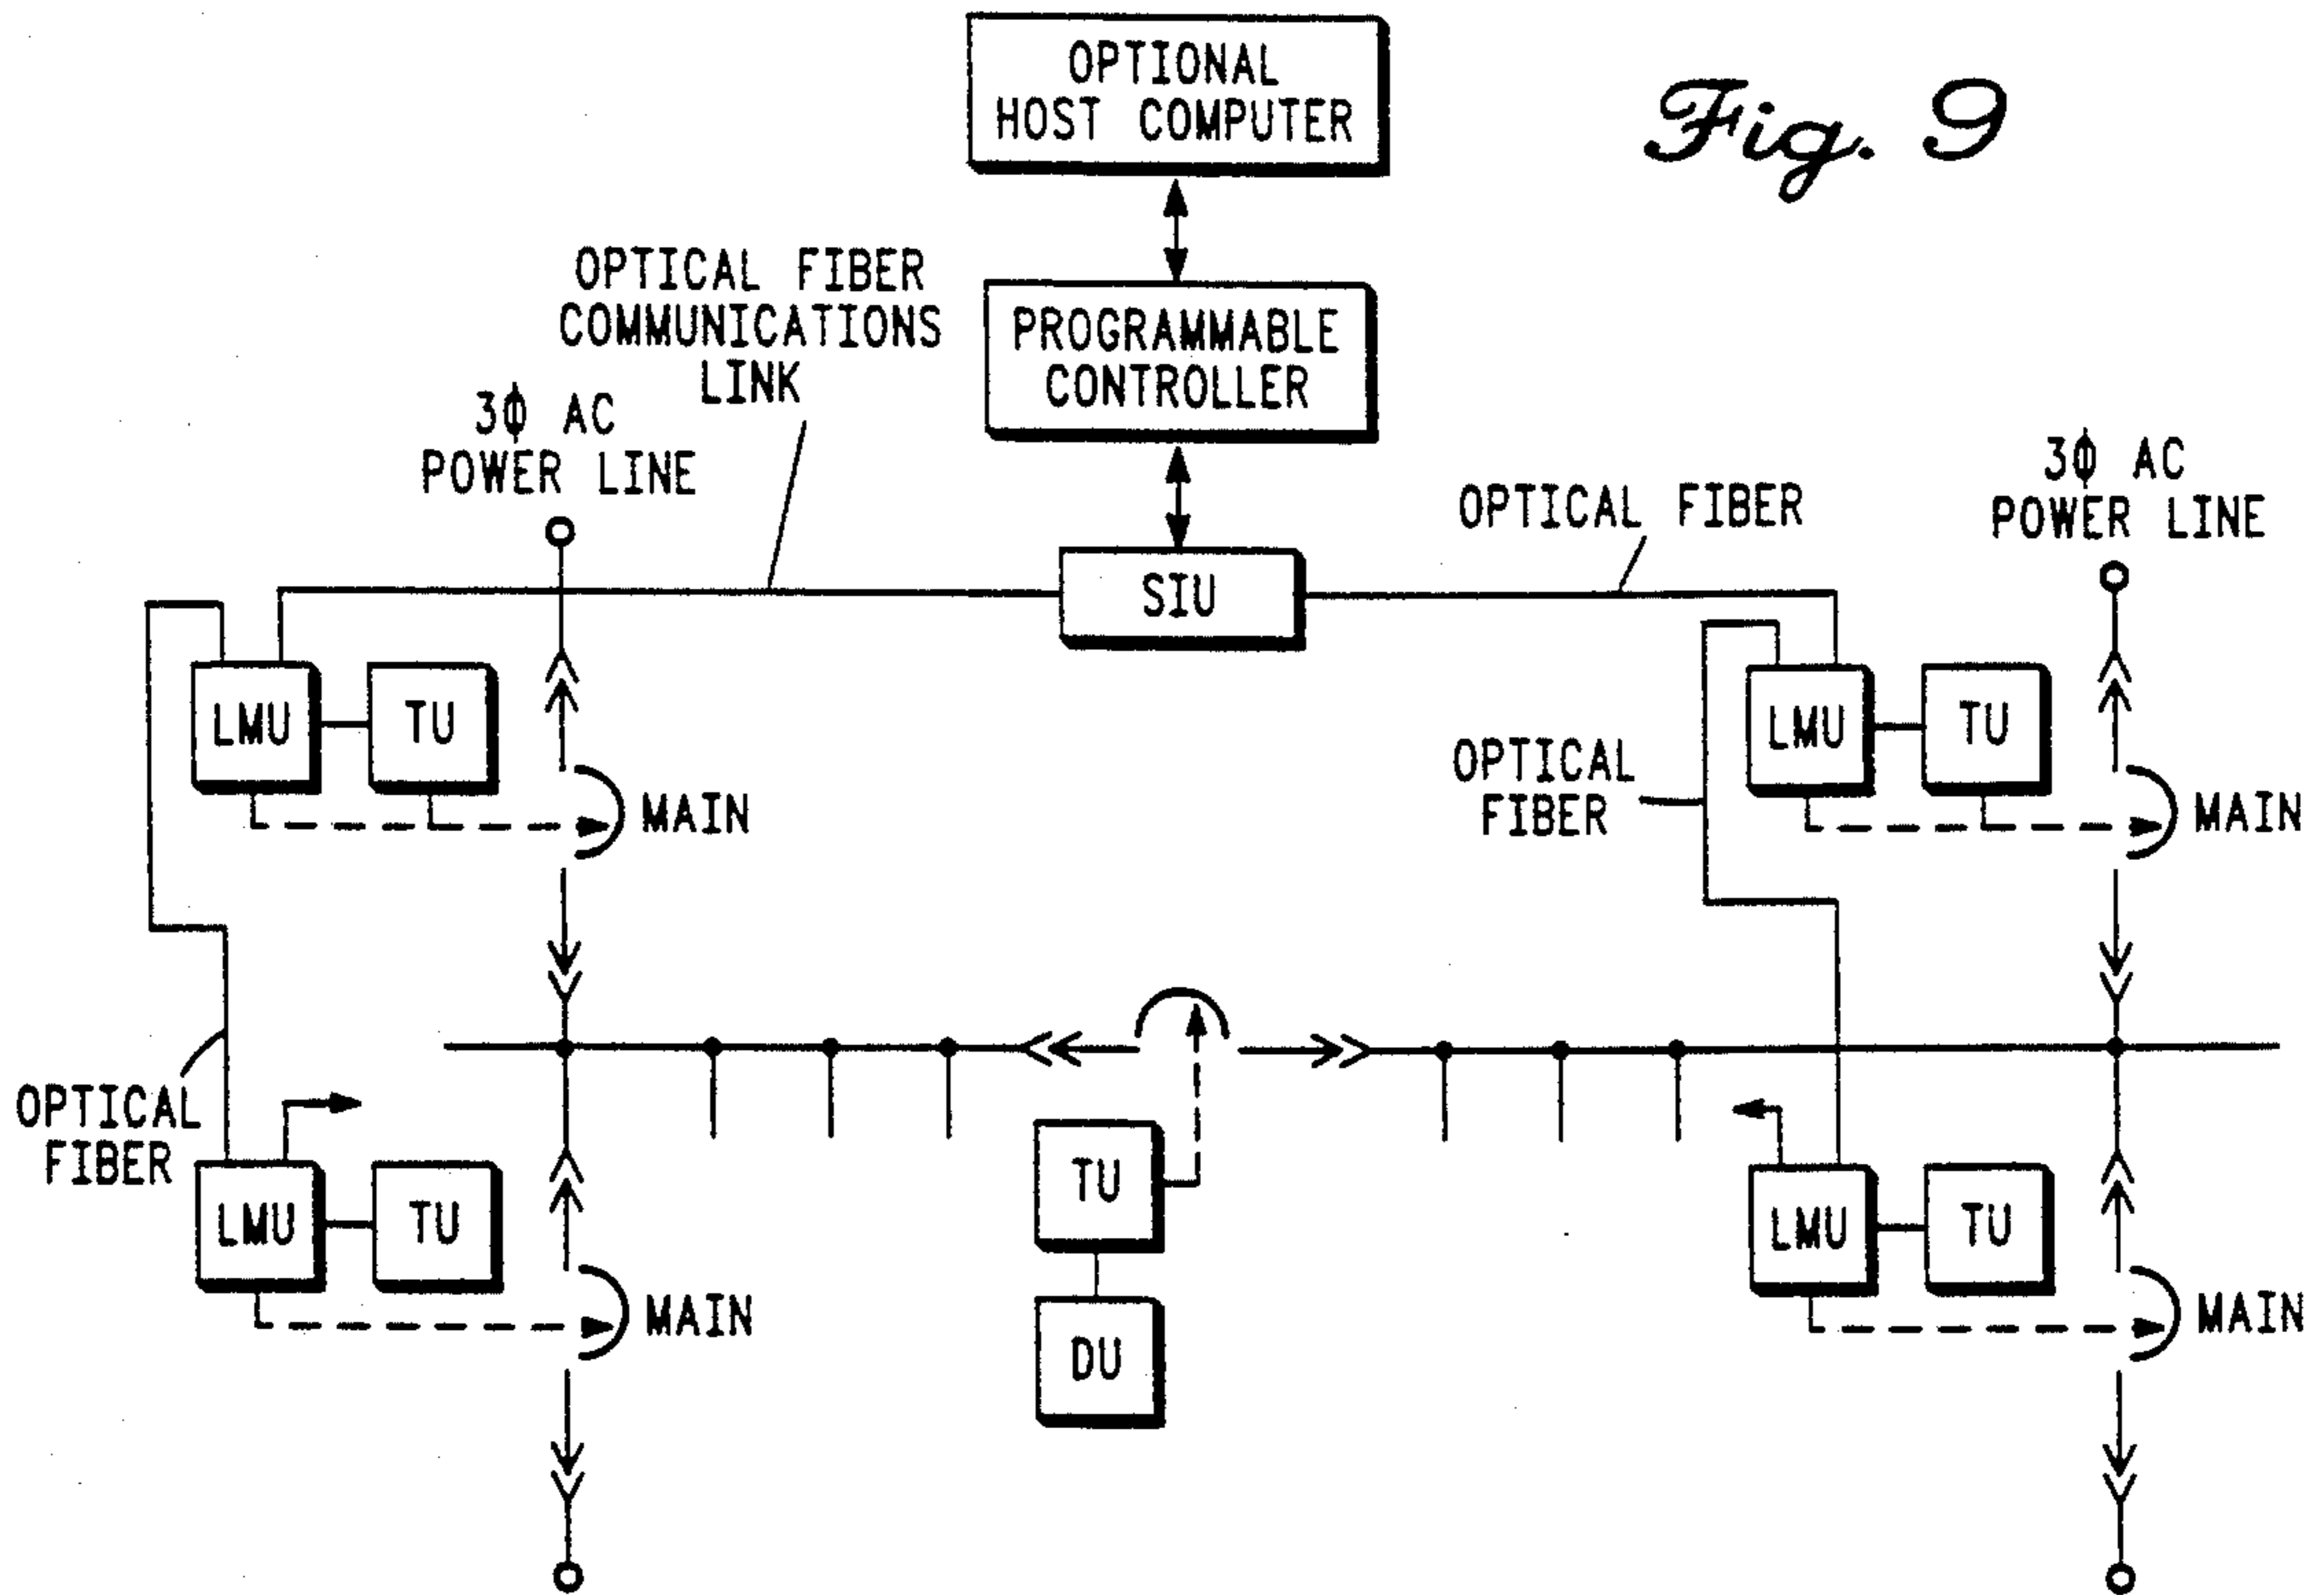 OPTIONAL
HOST COMPUTER
Fig. 9
OPTICAL FIBER
COMMUNICATIONS
LINK
PROGRAMMABLE
CONTROLLER
3Φ AC
POWER LINE
OPTICAL FIBER
3Φ AC
POWER LINE
SIU
LMU
TU
MAIN
OPTICAL
FIBER
LMU
TU
MAIN
OPTICAL
FIBER
LMU
TU
MAIN
TU
DU
LMU
TU
MAIN